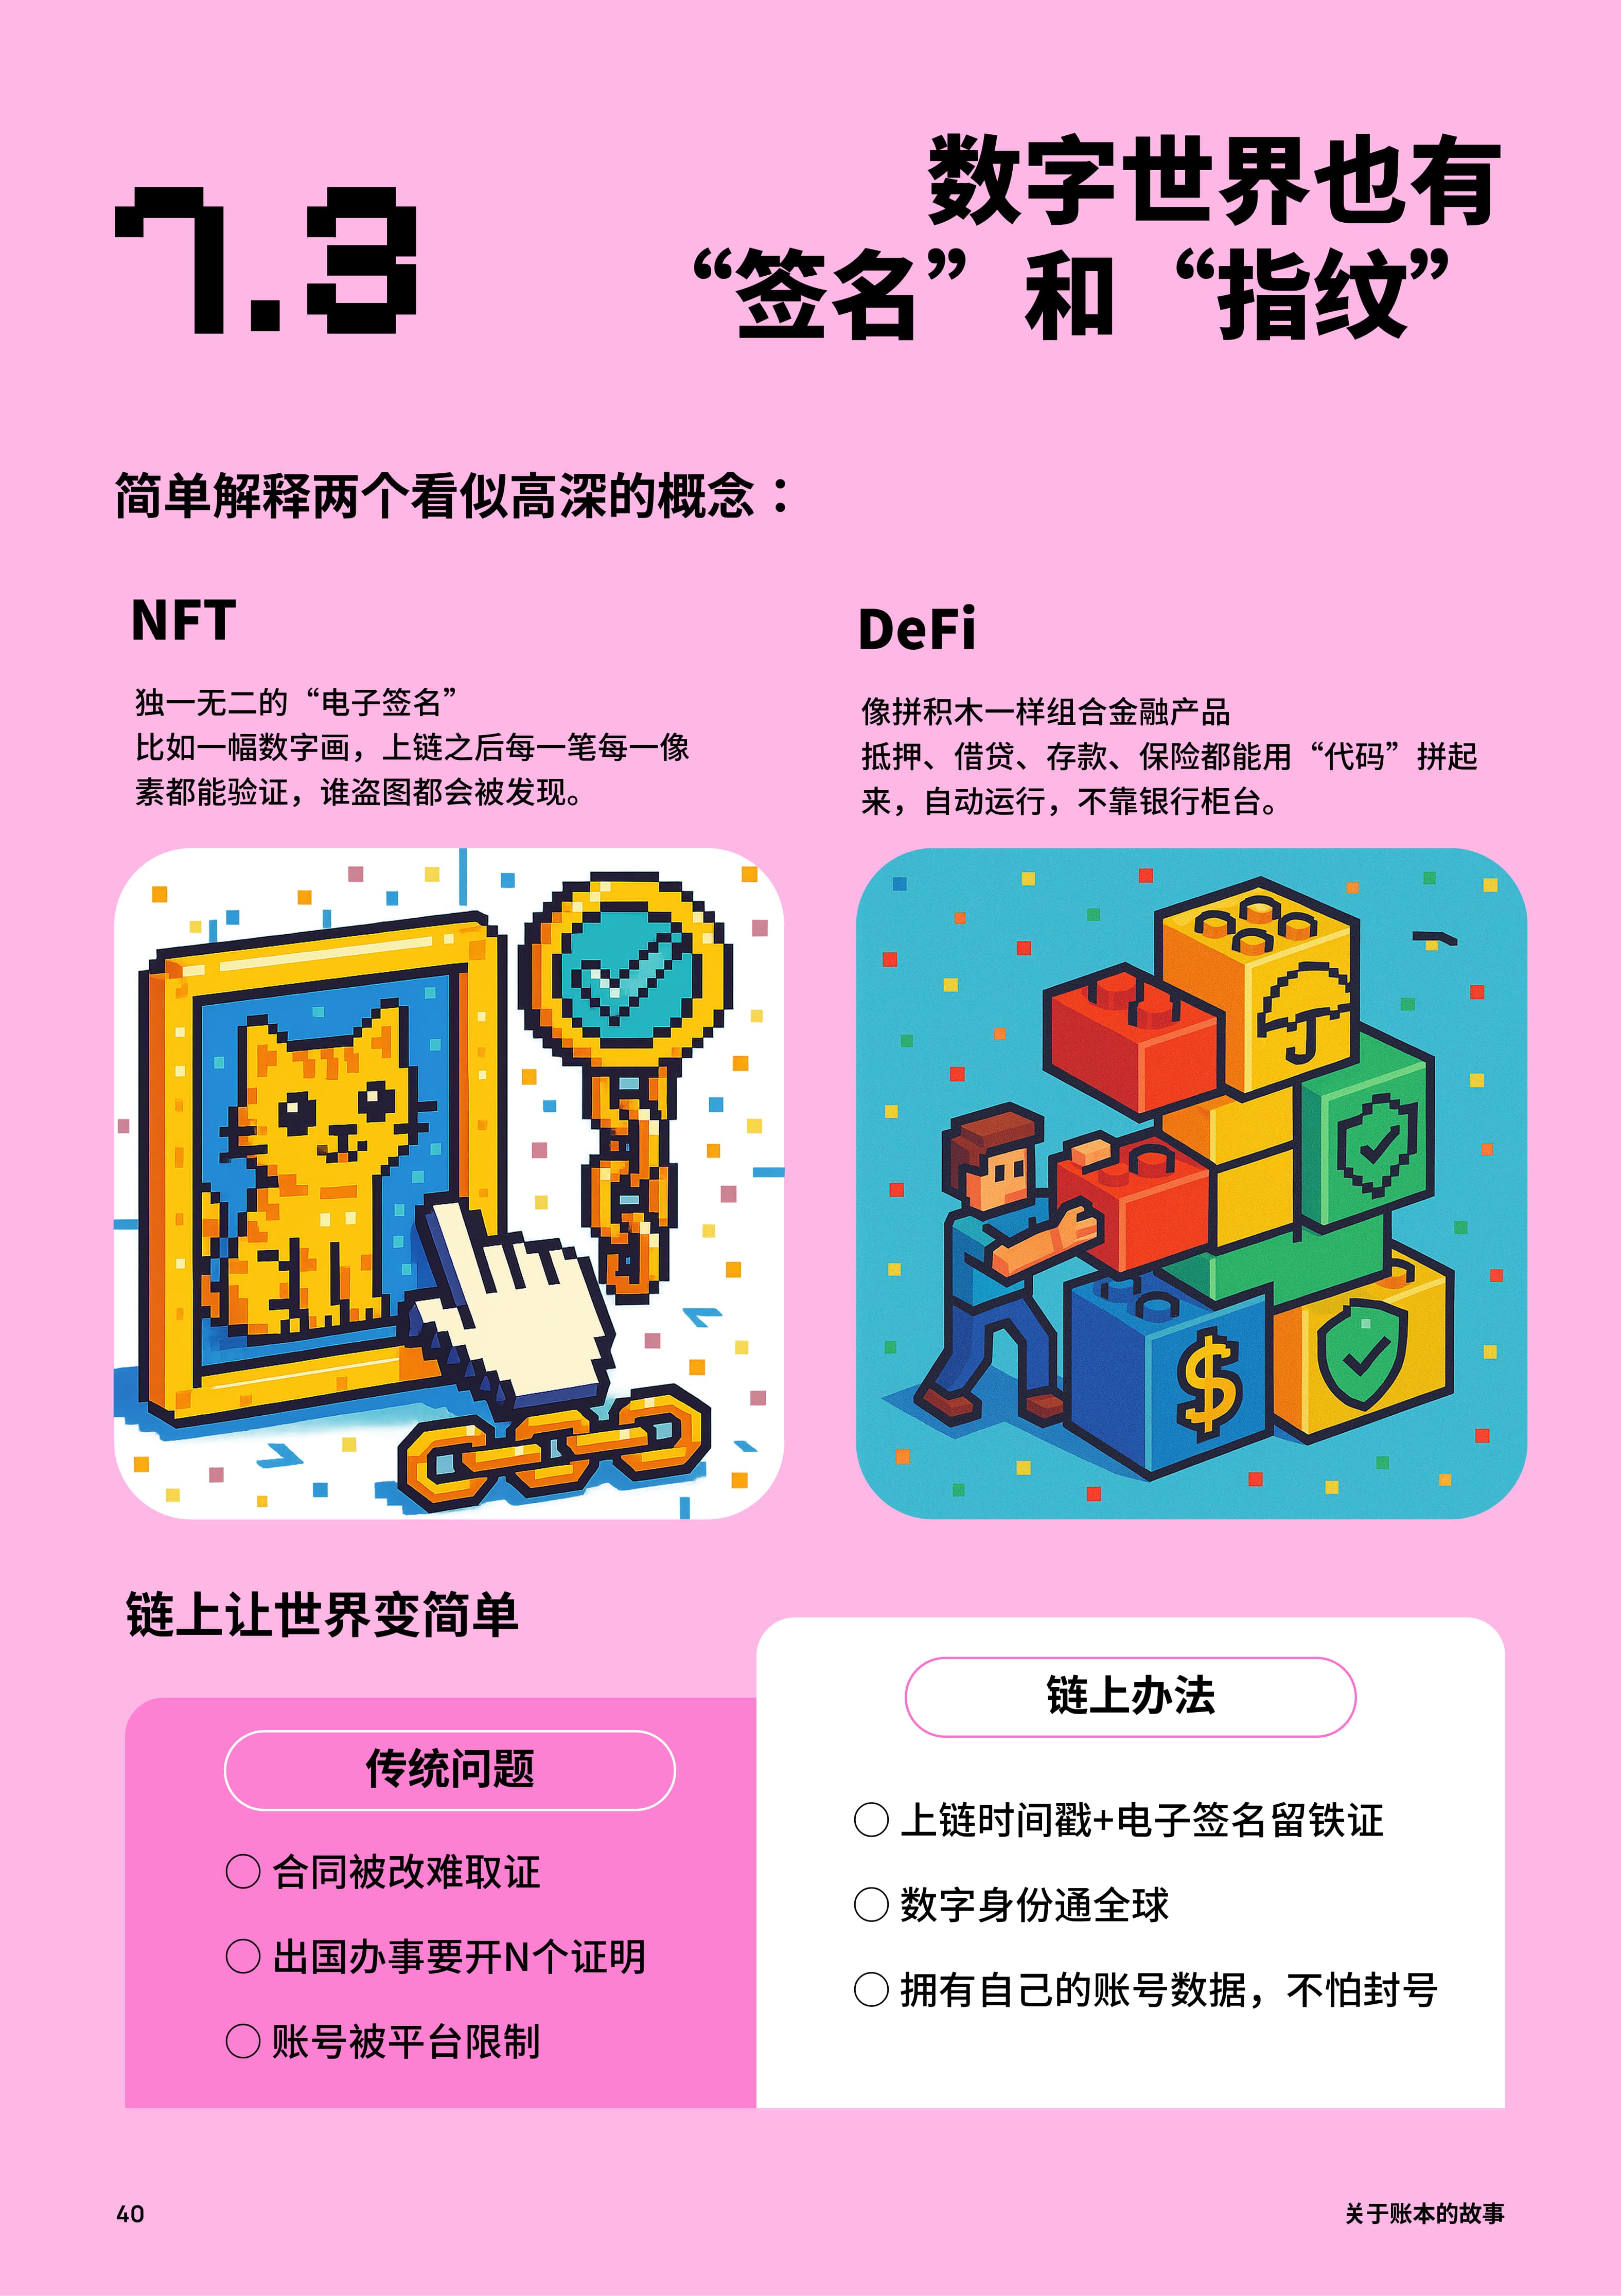 7.3
数字世界也有
“签名”和“指纹”
简单解释两个看似高深的概念：
NFT
独一无二的“电子签名”
比如一幅数字画，上链之后每一笔每一像
素都能验证，谁盗图都会被发现。
DeFi
像拼积木一样组合金融产品
抵押、借贷、存款、保险都能用“代码”拼起
来，自动运行，不靠银行柜台。
$
链上让世界变简单
传统问题
○ 合同被改难取证
○ 出国办事要开N个证明
○ 账号被平台限制
链上办法
○ 上链时间戳+电子签名留铁证
○ 数字身份通全球
○ 拥有自己的账号数据，不怕封号
40
关于账本的故事